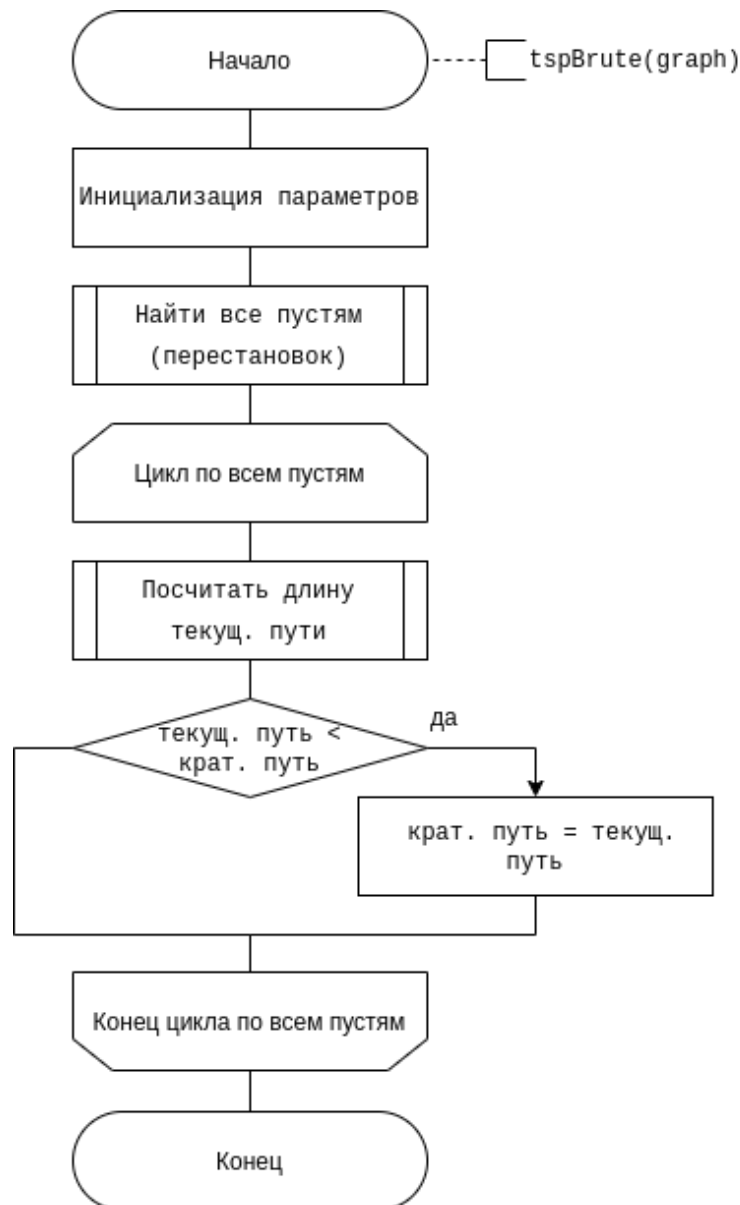 Начало
tspBrute(graph)
Инициализация параметров
Найти все пустям
(перестановок)
Цикл по всем пустям
Посчитать длину
текущ. пути
текущ. путь <
крат. путь
да
крат. путь = текущ.
путь
Конец цикла по всем пустям
Конец